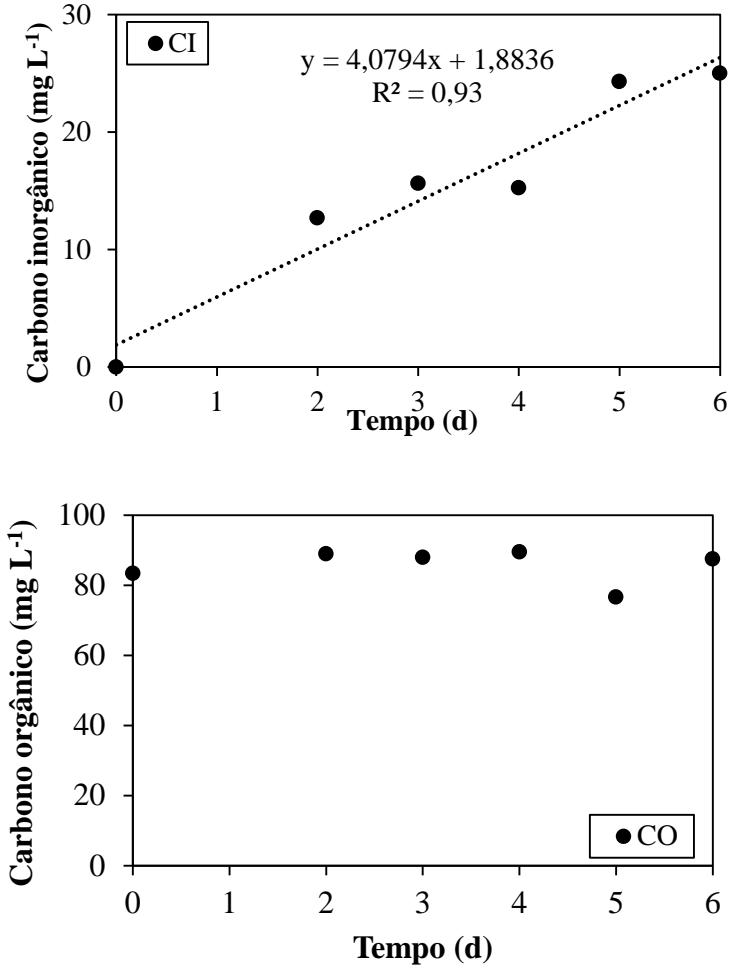 30
CI
y = 4,0794x + 1,8836
R² = 0,93
Carbono inorgânico (mg L-1)
20
10
0
0 1 2 3 4 5 6
Tempo (d)
100
Carbono orgânico (mg L-1)
80
60
40
20
CO
0
0 1 2 3 4 5 6
Tempo (d)